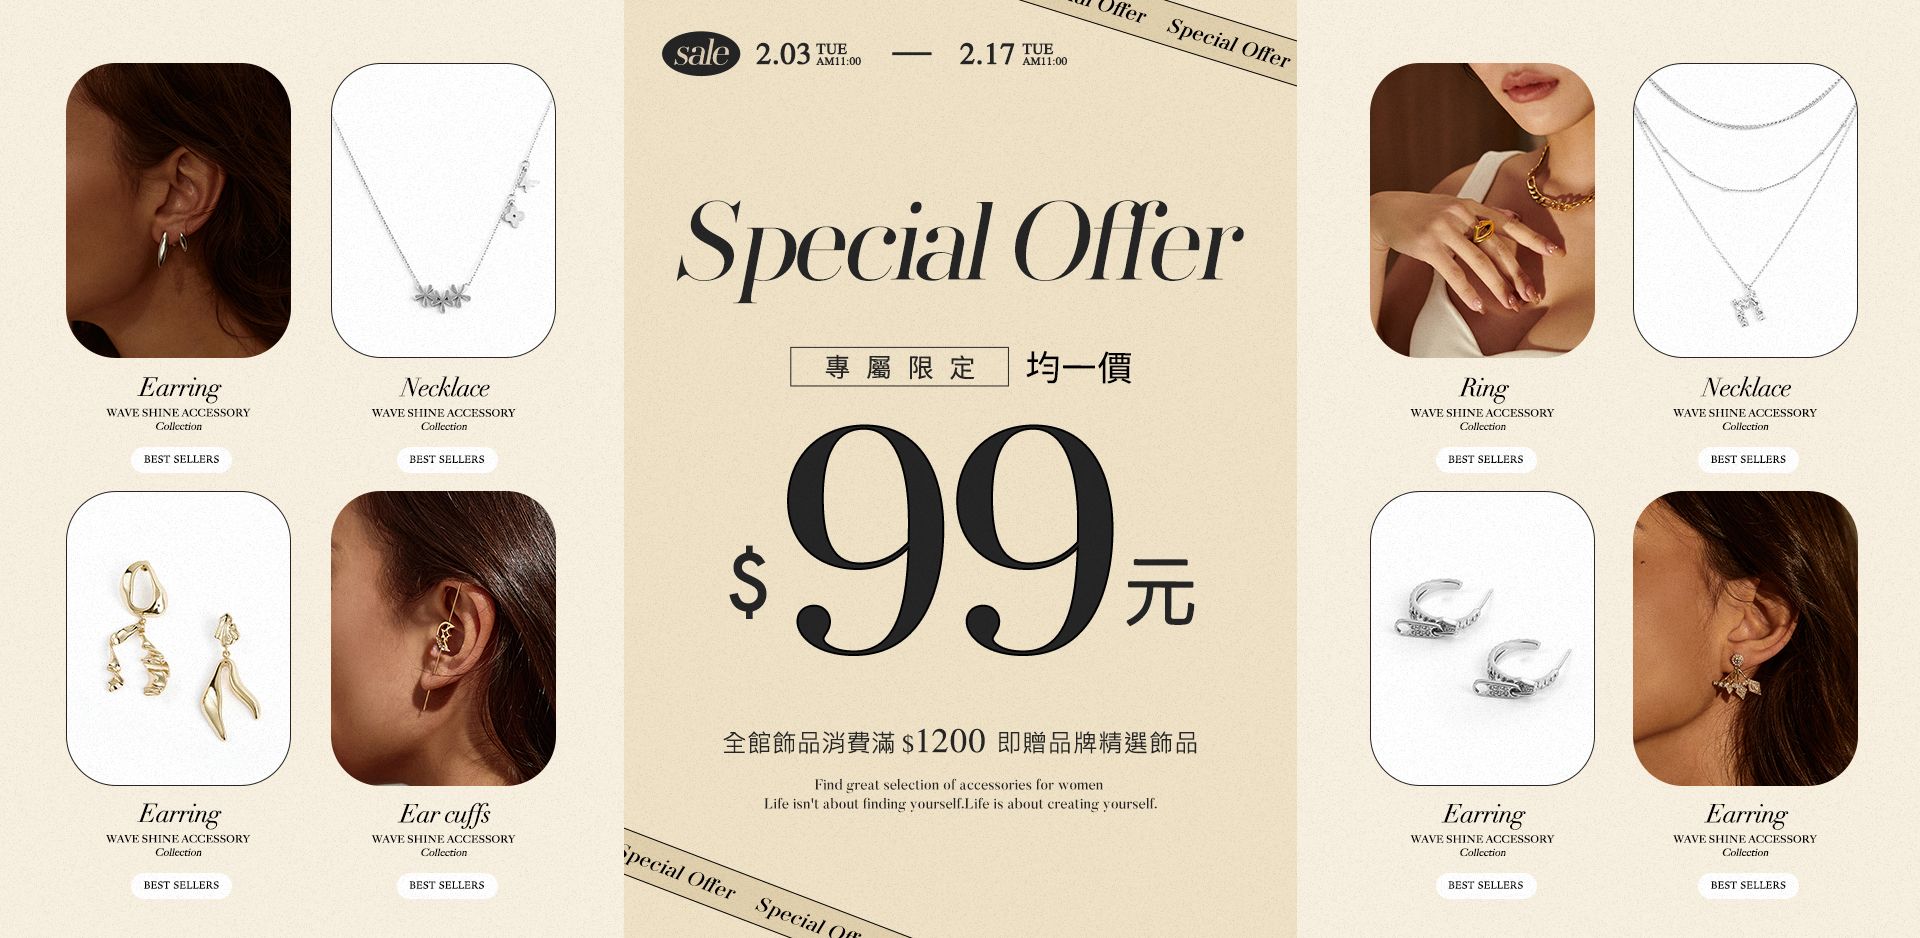 Earring
WAVE SHINE ACCESSORY
Collection
BEST SELLERS
Necklace
WAVE SHINE ACCESSORY
Collection
BEST SELLERS
Earring
WAVE SHINE ACCESSORY
Collection
BEST SELLERS
Ear cuffs
WAVE SHINE ACCESSORY
Collection
BEST SELLERS
Offer Special Offer
sale 2.03 TUE AM11:00 — 2.17 TUE AM11:00
Special Offer
專屬限定 均一價
$99元
全館飾品消費滿 $1200 即贈品牌精選飾品
Find great selection of accessories for women
Life isn't about finding yourself.Life is about creating yourself.
Special Offer Special Off
Ring
WAVE SHINE ACCESSORY
Collection
BEST SELLERS
Necklace
WAVE SHINE ACCESSORY
Collection
BEST SELLERS
Earring
WAVE SHINE ACCESSORY
Collection
BEST SELLERS
Earring
WAVE SHINE ACCESSORY
Collection
BEST SELLERS